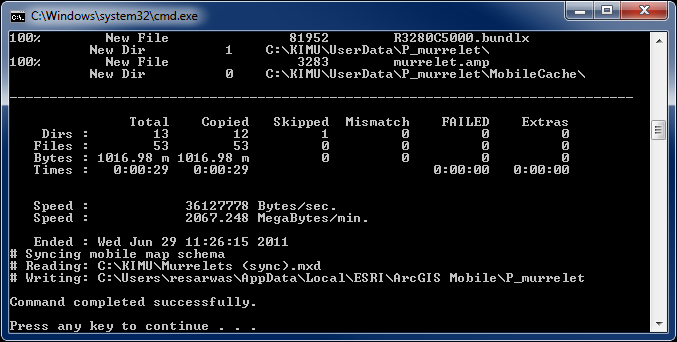 C:\Windows\system32\cmd.exe
100%        New File              81952        R3280C5000.bundlx
          New Dir          1    C:\KIMU\UserData\P_murrelet\
100%        New File               3283        murrelet.amp
          New Dir          0    C:\KIMU\UserData\P_murrelet\MobileCache\
------------------------------------------------------------------------------
               Total    Copied   Skipped  Mismatch    FAILED    Extras
    Dirs :        13        12         1         0         0         0
   Files :        53        53         0         0         0         0
   Bytes : 1016.98 m 1016.98 m         0         0         0         0
   Times :   0:00:29   0:00:29                       0:00:00   0:00:00
   Speed :            36127778 Bytes/sec.
   Speed :            2067.248 MegaBytes/min.
   Ended : Wed Jun 29 11:26:15 2011
# Syncing mobile map schema
# Reading: C:\KIMU\Murrelets (sync).mxd
# Writing: C:\Users\resarwas\AppData\Local\ESRI\ArcGIS Mobile\P_murrelet
Command completed successfully.
Press any key to continue . . .